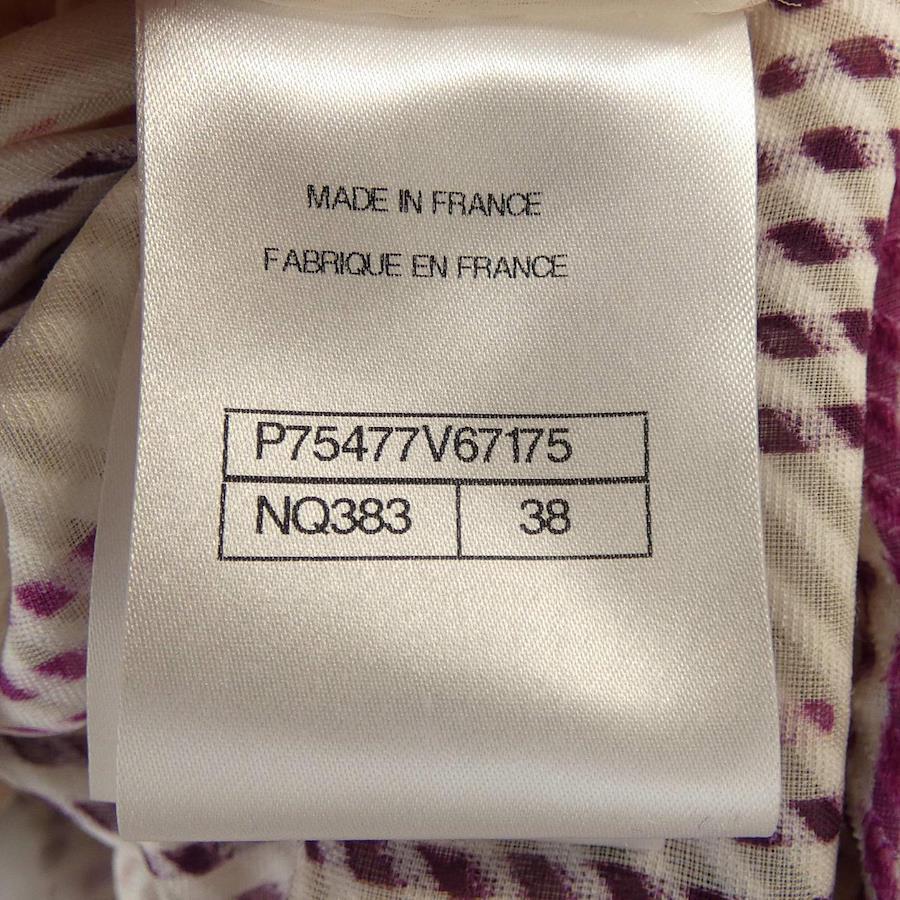 MADE IN FRANCE
FABRIQUE EN FRANCE
P75477V67175
NQ383 38